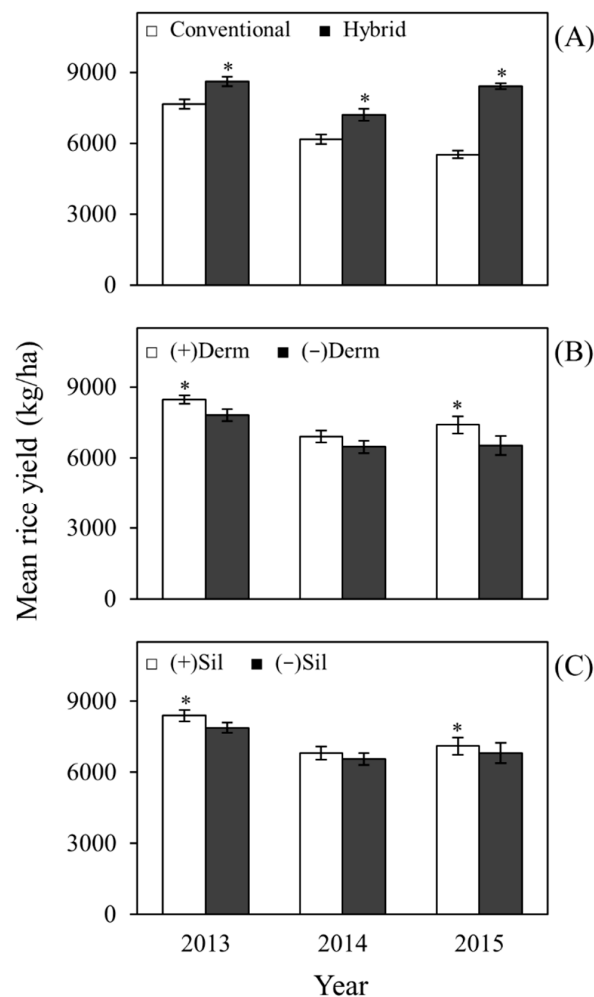 Conventional Hybrid
(A)
*
*
*
9000
6000
3000
0
(+)Derm (−)Derm
(B)
*
*
9000
6000
3000
0
Mean rice yield (kg/ha)
(+)Sil (−)Sil
(C)
*
*
9000
6000
3000
0
2013 2014 2015
Year